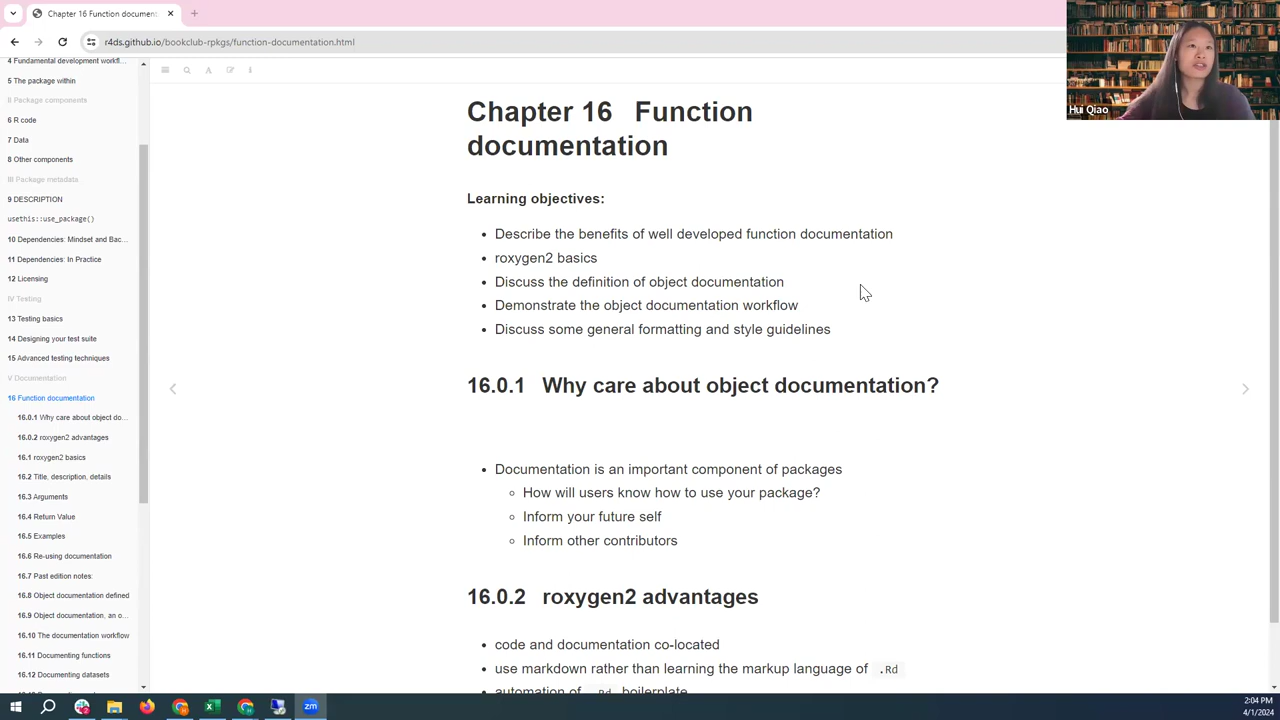 Chapter 16 Function documentat
r4ds.github.io/bookclub-rpkgs/function-documentation.html
Hui Qiao
4 Fundamental development workfl...
5 The package within
II Package components
6 R code
7 Data
8 Other components
III Package metadata
9 DESCRIPTION
usethis::use_package()
10 Dependencies: Mindset and Bac...
11 Dependencies: In Practice
12 Licensing
IV Testing
13 Testing basics
14 Designing your test suite
15 Advanced testing techniques
V Documentation
16 Function documentation
16.0.1 Why care about object do...
16.0.2 roxygen2 advantages
16.1 roxygen2 basics
16.2 Title, description, details
16.3 Arguments
16.4 Return Value
16.5 Examples
16.6 Re-using documentation
16.7 Past edition notes:
16.8 Object documentation defined
16.9 Object documentation, an o...
16.10 The documentation workflow
16.11 Documenting functions
16.12 Documenting datasets
Chapter 16 Function
documentation
Learning objectives:
• Describe the benefits of well developed function documentation
• roxygen2 basics
• Discuss the definition of object documentation
• Demonstrate the object documentation workflow
• Discuss some general formatting and style guidelines
16.0.1 Why care about object documentation?
• Documentation is an important component of packages
○ How will users know how to use your package?
○ Inform your future self
○ Inform other contributors
16.0.2 roxygen2 advantages
• code and documentation co-located
• use markdown rather than learning the markup language of .Rd
• automation of .Rd boilerplate
2:04 PM
4/1/2024